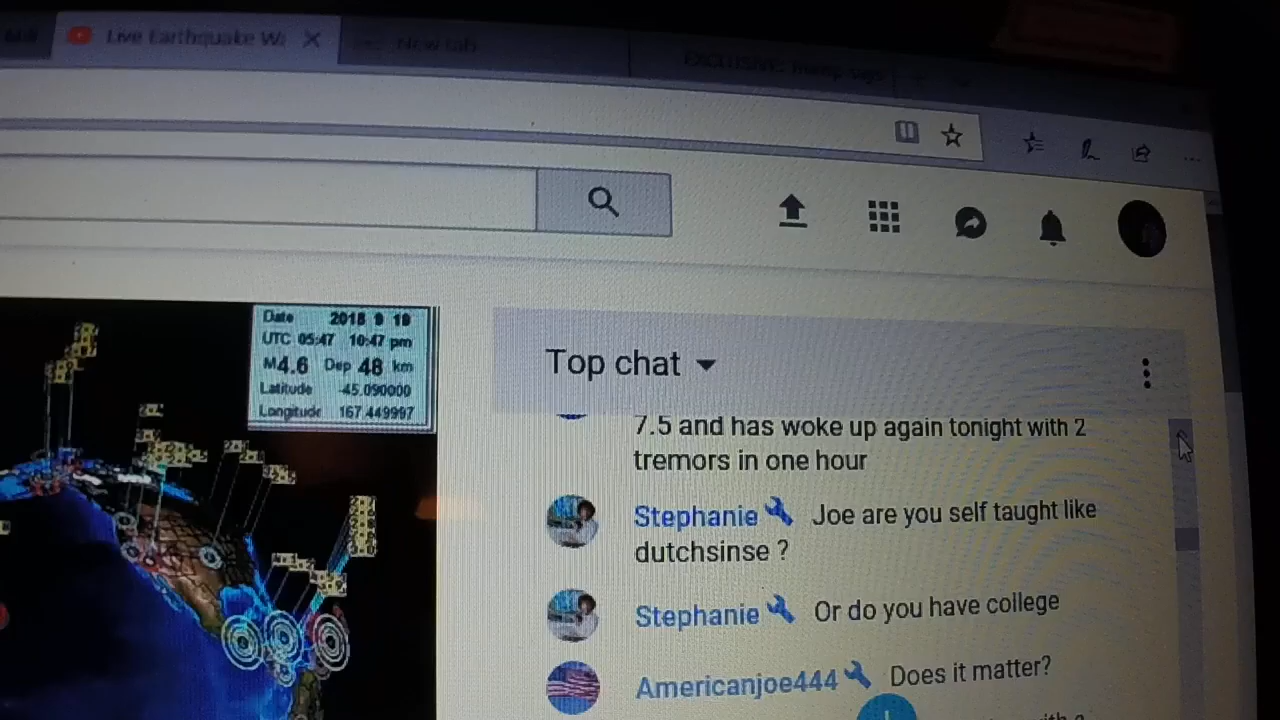 Live Earthquake Wa
New tab
Date 2018 9 19
UTC 05:47 10:47 pm
M4.6 Dep 48 km
Latitude -45.090000
Longitude 167.449997
Top chat
7.5 and has woke up again tonight with 2
tremors in one hour
Stephanie Joe are you self taught like
dutchsinse ?
Stephanie Or do you have college
Americanjoe444 Does it matter?